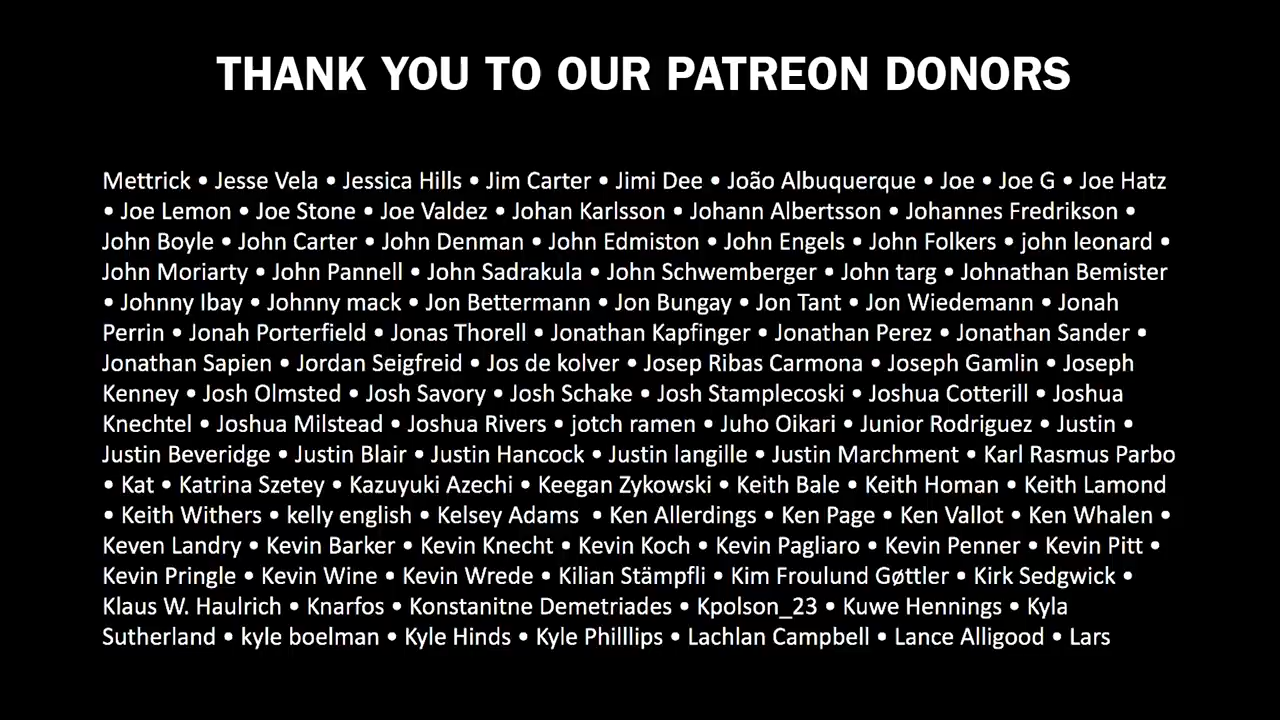 THANK YOU TO OUR PATREON DONORS
Mettrick • Jesse Vela • Jessica Hills • Jim Carter • Jimi Dee • João Albuquerque • Joe • Joe G • Joe Hatz
• Joe Lemon • Joe Stone • Joe Valdez • Johan Karlsson • Johann Albertsson • Johannes Fredrikson •
John Boyle • John Carter • John Denman • John Edmiston • John Engels • John Folkers • john leonard •
John Moriarty • John Pannell • John Sadrakula • John Schwemberger • John targ • Johnathan Bemister
• Johnny Ibay • Johnny mack • Jon Bettermann • Jon Bungay • Jon Tant • Jon Wiedemann • Jonah
Perrin • Jonah Porterfield • Jonas Thorell • Jonathan Kapfinger • Jonathan Perez • Jonathan Sander •
Jonathan Sapien • Jordan Seigfreid • Jos de kolver • Josep Ribas Carmona • Joseph Gamlin • Joseph
Kenney • Josh Olmsted • Josh Savory • Josh Schake • Josh Stamplecoski • Joshua Cotterill • Joshua
Knechtel • Joshua Milstead • Joshua Rivers • jotch ramen • Juho Oikari • Junior Rodriguez • Justin •
Justin Beveridge • Justin Blair • Justin Hancock • Justin langille • Justin Marchment • Karl Rasmus Parbo
• Kat • Katrina Szetey • Kazuyuki Azechi • Keegan Zykowski • Keith Bale • Keith Homan • Keith Lamond
• Keith Withers • kelly english • Kelsey Adams  • Ken Allerdings • Ken Page • Ken Vallot • Ken Whalen •
Keven Landry • Kevin Barker • Kevin Knecht • Kevin Koch • Kevin Pagliaro • Kevin Penner • Kevin Pitt •
Kevin Pringle • Kevin Wine • Kevin Wrede • Kilian Stämpfli • Kim Froulund Gøttler • Kirk Sedgwick •
Klaus W. Haulrich • Knarfos • Konstanitne Demetriades • Kpolson_23 • Kuwe Hennings • Kyla
Sutherland • kyle boelman • Kyle Hinds • Kyle Philllips • Lachlan Campbell • Lance Alligood • Lars